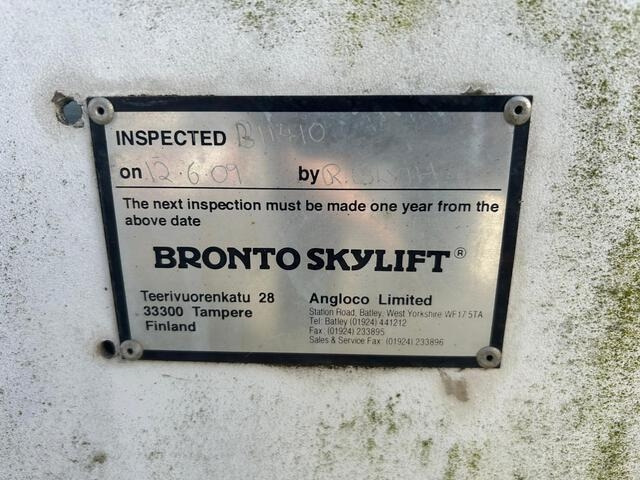 INSPECTED B11410
on 12.6.09 by R.
The next inspection must be made one year from the
above date
BRONTO SKYLIFT®
Teerivuorenkatu 28
33300 Tampere
Finland
Angloco Limited
Station Road, Batley, West Yorkshire WF17 5TA
Tel: Batley (01924) 441212
Fax: (01924) 233895
Sales & Service Fax: (01924) 233896